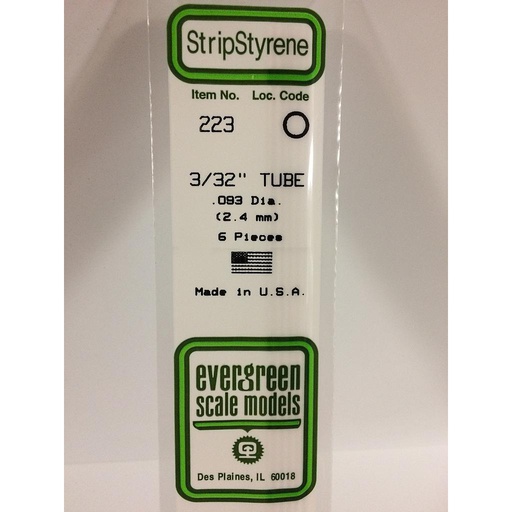 StripStyrene
Item No. Loc. Code
223
3/32" TUBE
.093 Dia.
(2.4 mm)
6 Pieces
Made in U.S.A.
evergreen
scale models
Des Plaines, IL 60018